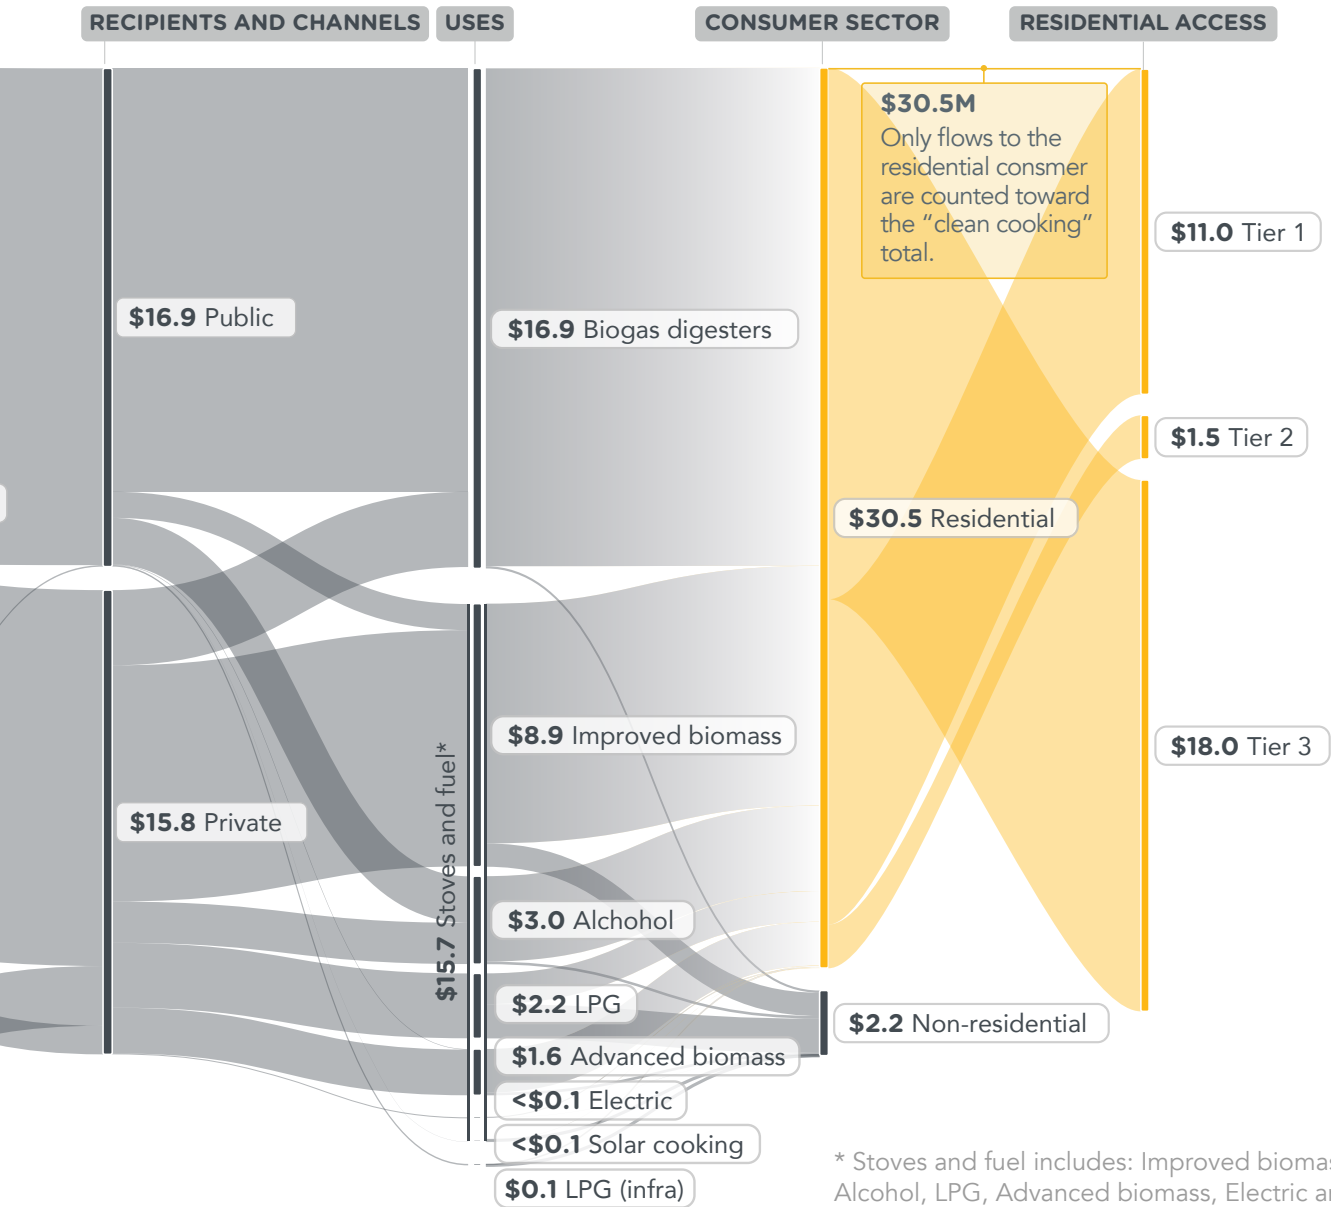 RECIPIENTS AND CHANNELS
USES
CONSUMER SECTOR
RESIDENTIAL ACCESS
$30.5M
Only flows to the
residential consmer
are counted toward
the “clean cooking”
total.
$11.0 Tier 1
$16.9 Public
$16.9 Biogas digesters
$1.5 Tier 2
$30.5 Residential
$8.9 Improved biomass
$18.0 Tier 3
$15.8 Private
$15.7 Stoves and fuel*
$3.0 Alchohol
$2.2 LPG
$2.2 Non-residential
$1.6 Advanced biomass
<$0.1 Electric
<$0.1 Solar cooking
$0.1 LPG (infra)
* Stoves and fuel includes: Improved biomas
Alcohol, LPG, Advanced biomass, Electric ar